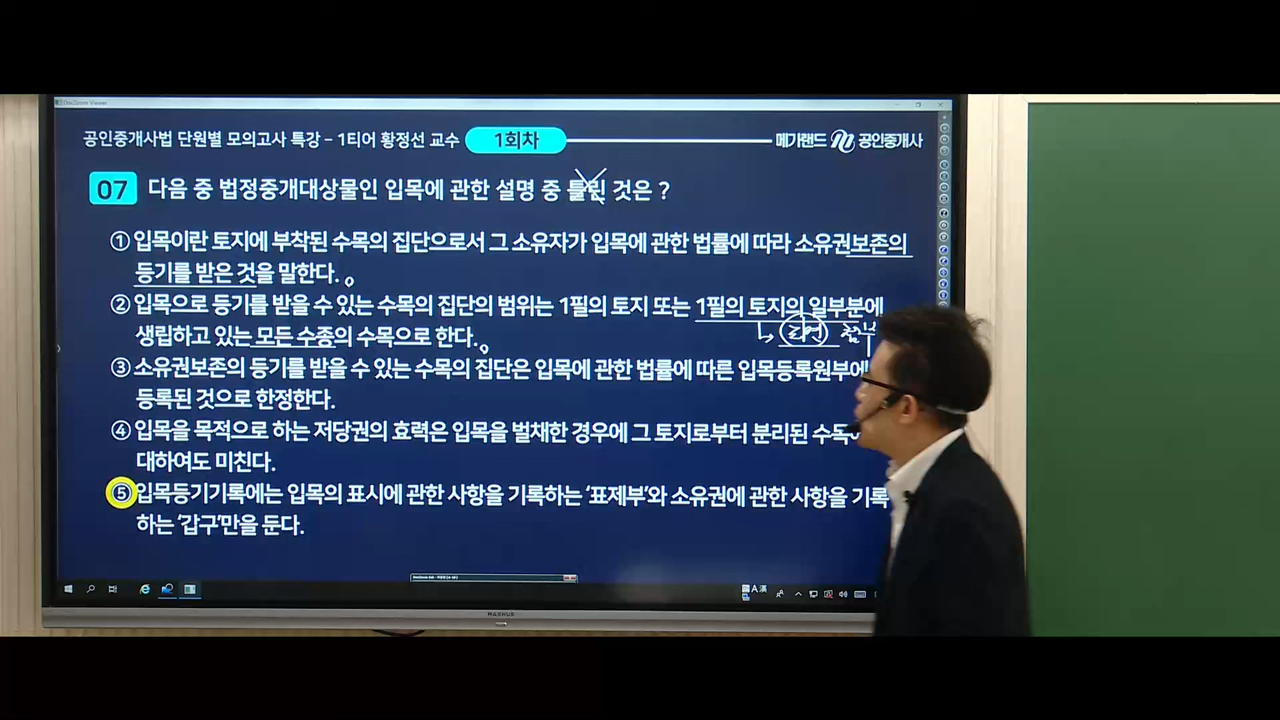 OneScreen Viewer
공인중개사법 단원별 모의고사 특강 - 1티어 황정선 교수 1회차 메가랜드 공인중개사
07 다음 중 법정중개대상물인 입목에 관한 설명 중 틀린 것은 ?
① 입목이란 토지에 부착된 수목의 집단으로서 그 소유자가 입목에 관한 법률에 따라 소유권보존의
등기를 받은 것을 말한다.
② 입목으로 등기를 받을 수 있는 수목의 집단의 범위는 1필의 토지 또는 1필의 토지의 일부분에
생립하고 있는 모든 수종의 수목으로 한다.
③ 소유권보존의 등기를 받을 수 있는 수목의 집단은 입목에 관한 법률에 따른 입목등록원부에
등록된 것으로 한정한다.
④ 입목을 목적으로 하는 저당권의 효력은 입목을 벌채한 경우에 그 토지로부터 분리된
대하여도 미친다.
⑤ 입목등기기록에는 입목의 표시에 관한 사항을 기록하는 ‘표제부’와 소유권에 관한 사항을 기록
하는 ‘갑구’만을 둔다.
MAXHUB